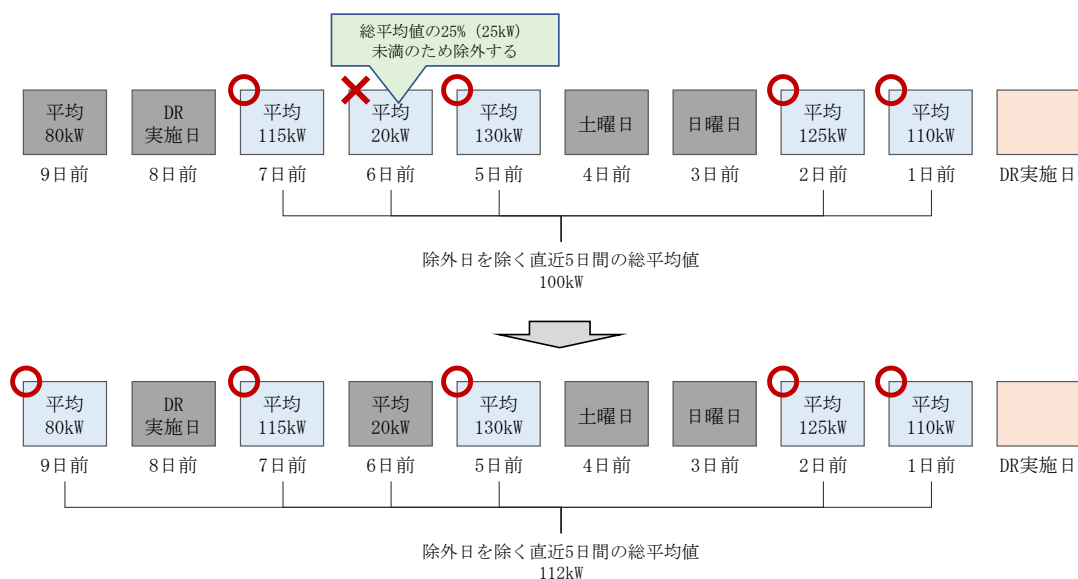 総平均値の25% (25kW)
未満のため除外する
平均
80kW
DR
実施日
平均
115kW
平均
20kW
平均
130kW
土曜日
日曜日
平均
125kW
平均
110kW
9日前
8日前
7日前
6日前
5日前
4日前
3日前
2日前
1日前
DR実施日
除外日を除く直近5日間の総平均値
100kW
平均
80kW
DR
実施日
平均
115kW
平均
20kW
平均
130kW
土曜日
日曜日
平均
125kW
平均
110kW
9日前
8日前
7日前
6日前
5日前
4日前
3日前
2日前
1日前
DR実施日
除外日を除く直近5日間の総平均値
112kW